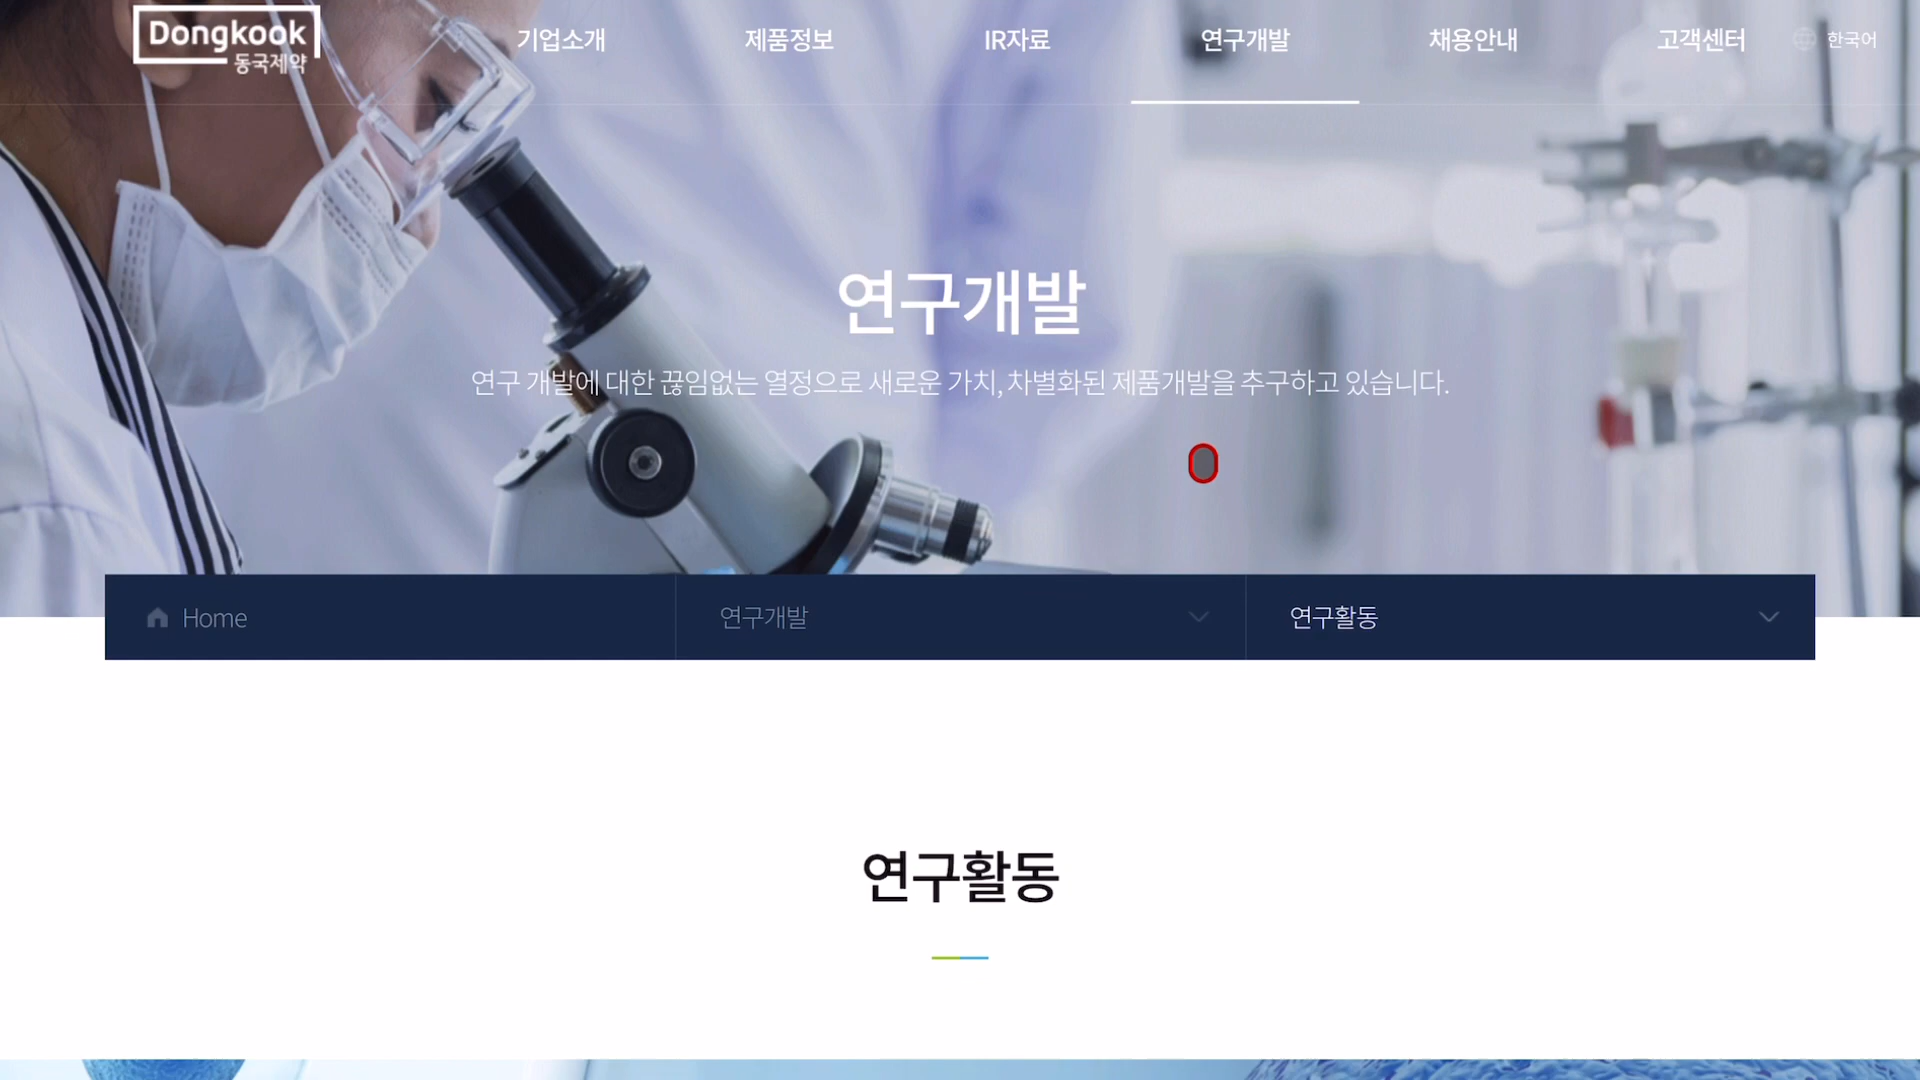 Dongkook
동국제약
기업소개
제품정보
IR자료
연구개발
채용안내
고객센터
한국어
연구개발
연구 개발에 대한 끊임없는 열정으로 새로운 가치, 차별화된 제품개발을 추구하고 있습니다.
Home
연구개발
연구활동
연구활동